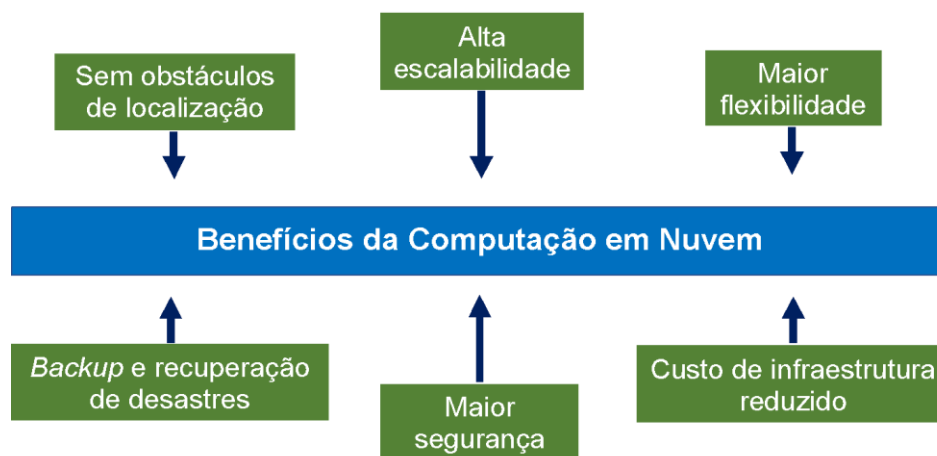 Sem obstáculos
de localização
Alta
escalabilidade
Maior
flexibilidade
Benefícios da Computação em Nuvem
Backup e recuperação
de desastres
Maior
segurança
Custo de infraestrutura
reduzido